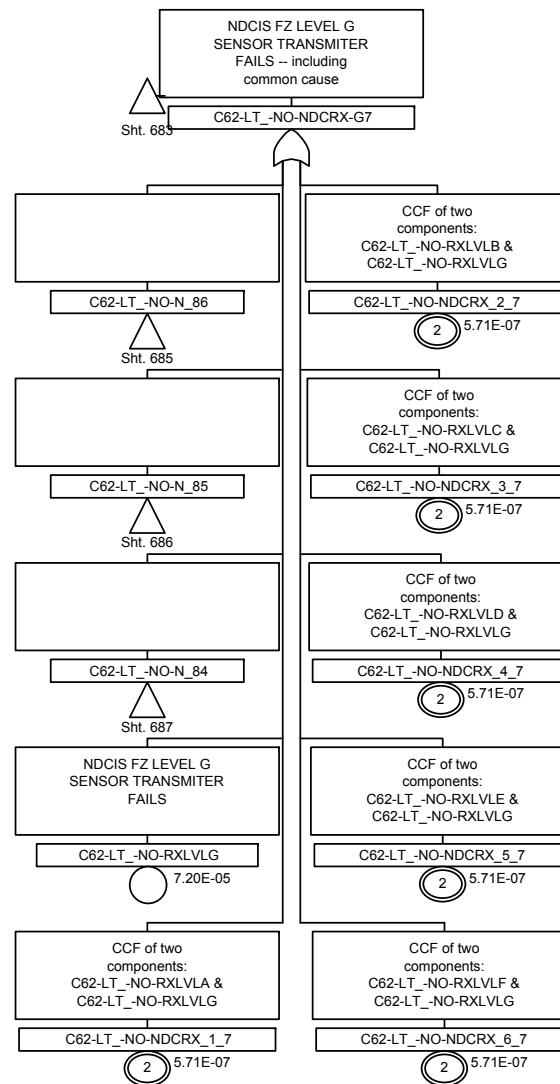 NDCIS FZ LEVEL G
SENSOR TRANSMITER
FAILS -- including
common cause
C62-LT_-NO-NDCRX-G7
Sht. 683
C62-LT_-NO-N_86
Sht. 685
CCF of two
components:
C62-LT_-NO-RXLVLB &
C62-LT_-NO-RXLVLG
C62-LT_-NO-NDCRX_2_7
2
5.71E-07
C62-LT_-NO-N_85
Sht. 686
CCF of two
components:
C62-LT_-NO-RXLVLC &
C62-LT_-NO-RXLVLG
C62-LT_-NO-NDCRX_3_7
2
5.71E-07
C62-LT_-NO-N_84
Sht. 687
CCF of two
components:
C62-LT_-NO-RXLVLD &
C62-LT_-NO-RXLVLG
C62-LT_-NO-NDCRX_4_7
2
5.71E-07
NDCIS FZ LEVEL G
SENSOR TRANSMITER
FAILS
C62-LT_-NO-RXLVLG
7.20E-05
CCF of two
components:
C62-LT_-NO-RXLVLE &
C62-LT_-NO-RXLVLG
C62-LT_-NO-NDCRX_5_7
2
5.71E-07
CCF of two
components:
C62-LT_-NO-RXLVLA &
C62-LT_-NO-RXLVLG
C62-LT_-NO-NDCRX_1_7
2
5.71E-07
CCF of two
components:
C62-LT_-NO-RXLVLF &
C62-LT_-NO-RXLVLG
C62-LT_-NO-NDCRX_6_7
2
5.71E-07